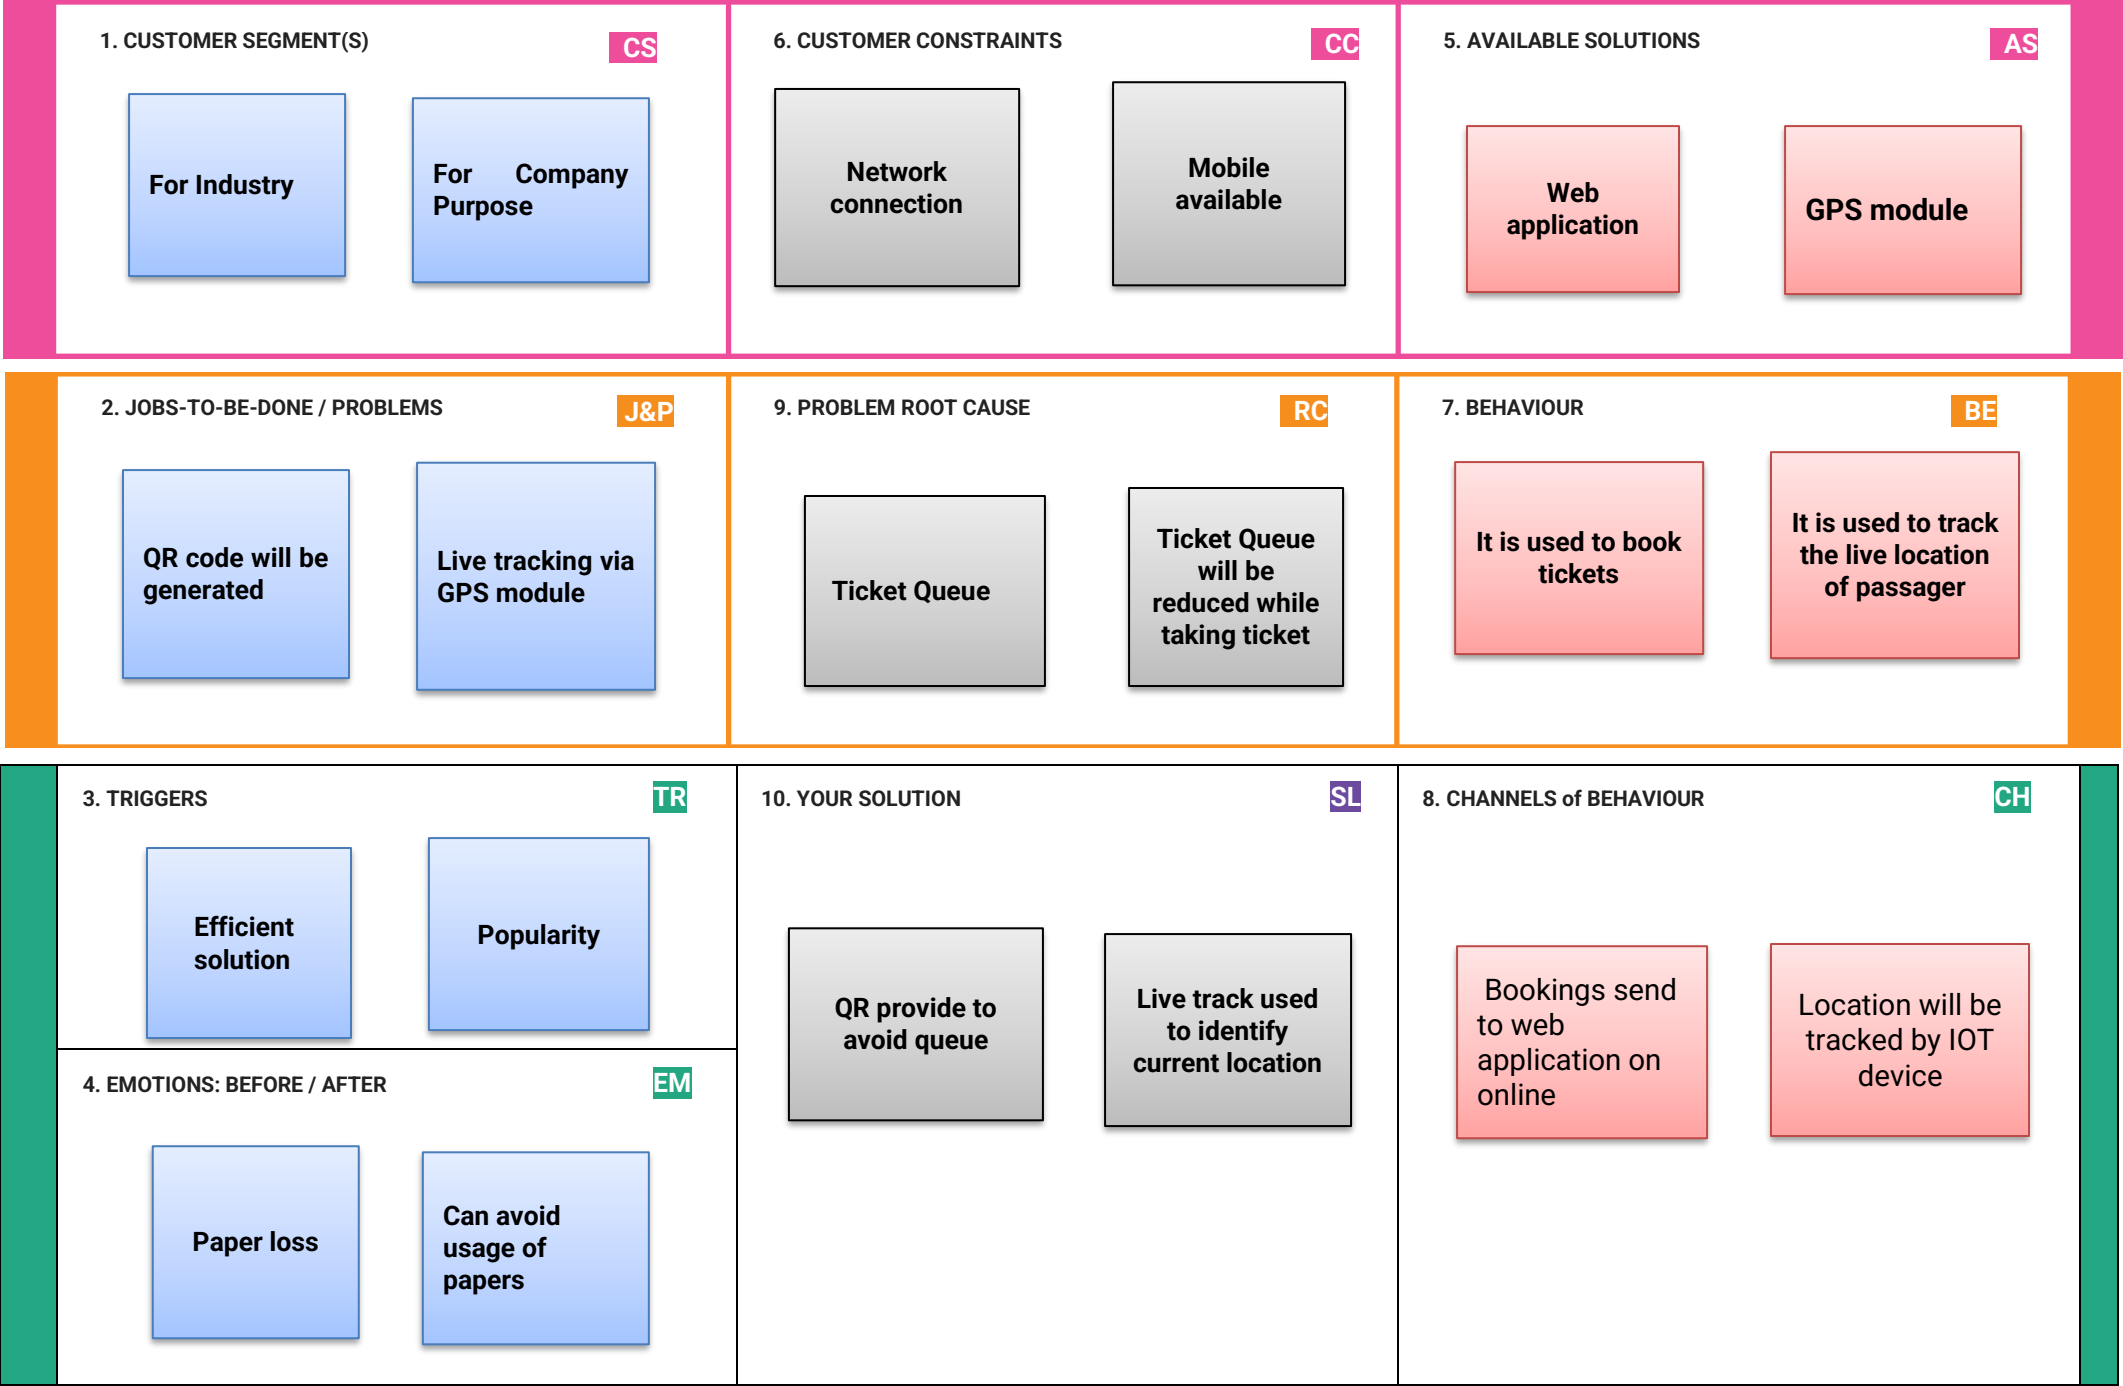 1. CUSTOMER SEGMENT(S)
CS
For Industry
For Company
Purpose
6. CUSTOMER CONSTRAINTS
CC
Network
connection
Mobile
available
5. AVAILABLE SOLUTIONS
AS
Web
application
GPS module
2. JOBS-TO-BE-DONE / PROBLEMS
J&P
QR code will be
generated
Live tracking via
GPS module
9. PROBLEM ROOT CAUSE
RC
Ticket Queue
Ticket Queue
will be
reduced while
taking ticket
7. BEHAVIOUR
BE
It is used to book
tickets
It is used to track
the live location
of passager
3. TRIGGERS
TR
Efficient
solution
Popularity
4. EMOTIONS: BEFORE / AFTER
EM
Paper loss
Can avoid
usage of
papers
10. YOUR SOLUTION
SL
QR provide to
avoid queue
Live track used
to identify
current location
8. CHANNELS of BEHAVIOUR
CH
Bookings send
to web
application on
online
Location will be
tracked by IOT
device